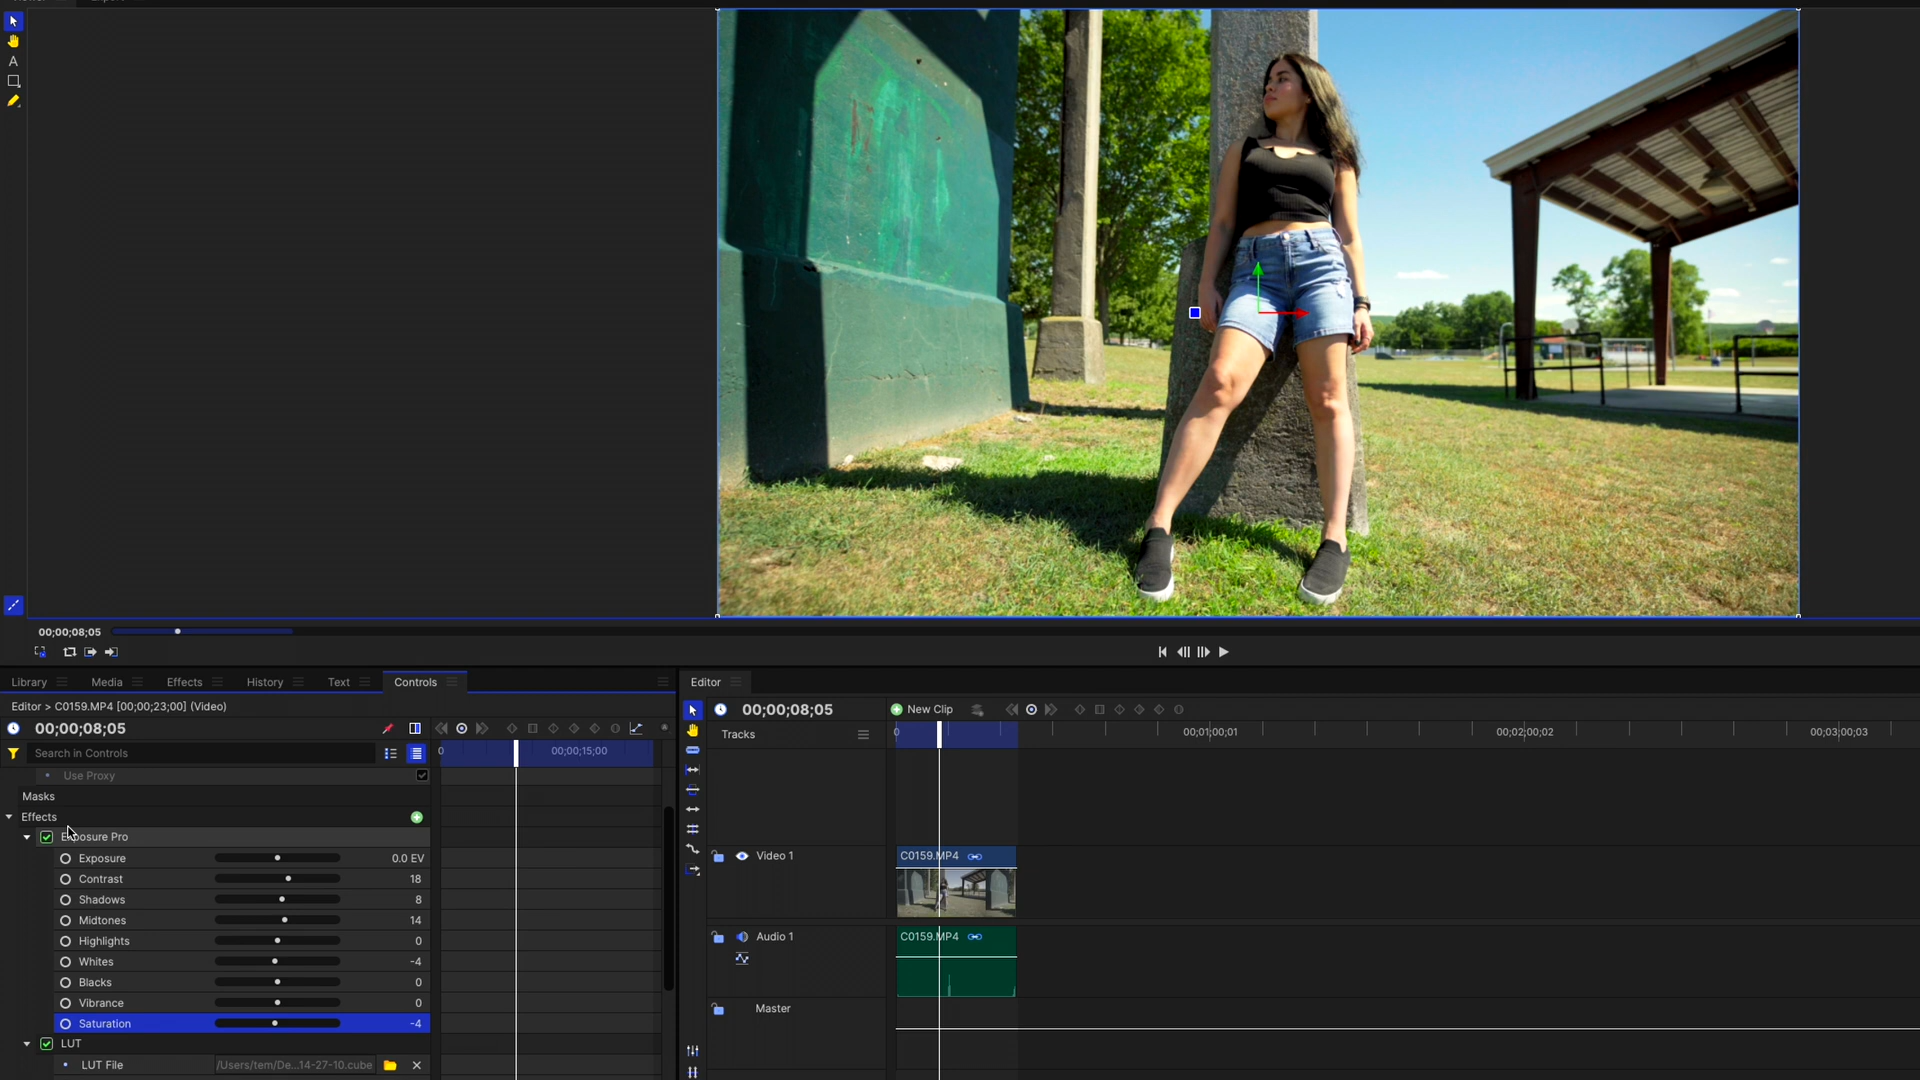 A
00;00;08;05
Library
Media
Effects
History
Text
Controls
Editor > C0159.MP4 [00;00;23;00] (Video)
00;00;08;05
Search in Controls
0
00;00;15;00
Use Proxy
Masks
Effects
Exposure Pro
Exposure
0.0 EV
Contrast
18
Shadows
8
Midtones
14
Highlights
0
Whites
-4
Blacks
0
Vibrance
0
Saturation
-4
LUT
LUT File
/Users/tem/De...14-27-10.cube
Editor
00;00;08;05
New Clip
Tracks
0
00;01;00;01
00;02;00;02
00;03;00;03
Video 1
C0159.MP4
Audio 1
C0159.MP4
Master